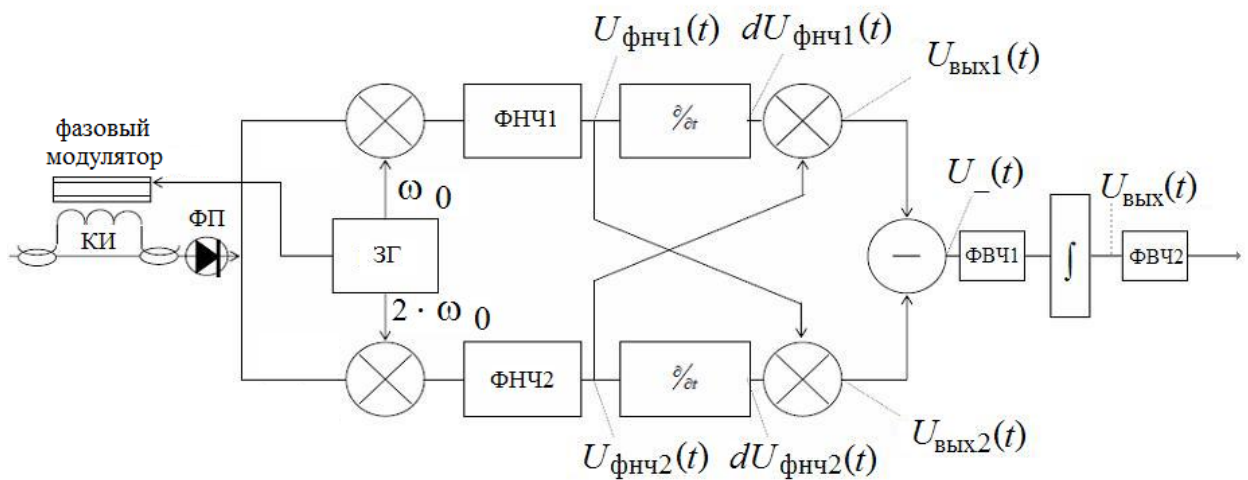 U фнч1(t)
dU фнч1(t)
U вых1(t)
фазовый
модулятор
ФНЧ1
∂/∂t
ω 0
U_(t)
U вых(t)
ФП
КИ
ЗГ
−
ФВЧ1
∫
ФВЧ2
2 · ω 0
ФНЧ2
∂/∂t
U фнч2(t)
dU фнч2(t)
U вых2(t)